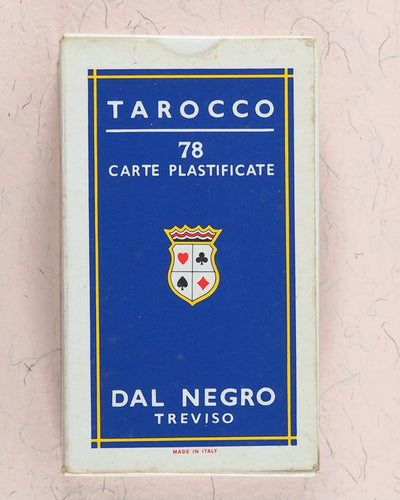 TAROCCO
78
CARTE PLASTIFICATE
DAL NEGRO
TREVISO
MADE IN ITALY